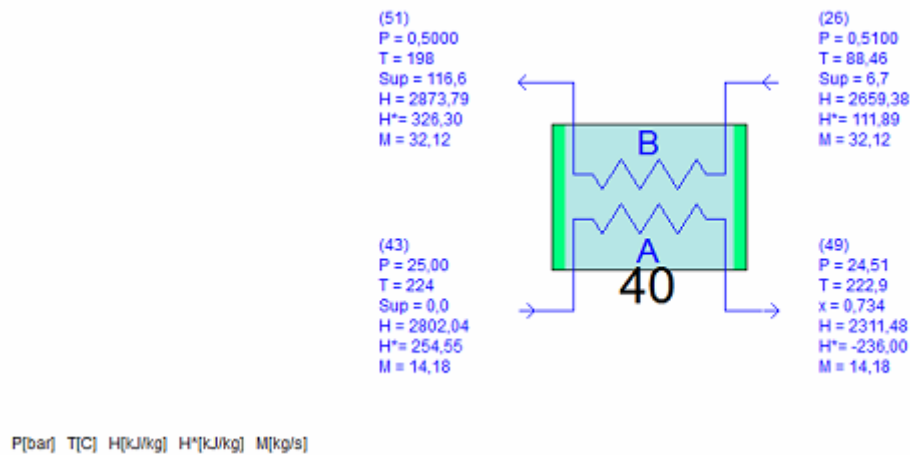 (51)
P = 0,5000
T = 198
Sup = 116,6
H = 2873,79
H*= 326,30
M = 32,12
(26)
P = 0,5100
T = 88,46
Sup = 6,7
H = 2659,38
H*= 111,89
M = 32,12
B
A
40
(43)
P = 25,00
T = 224
Sup = 0,0
H = 2802,04
H*= 254,55
M = 14,18
(49)
P = 24,51
T = 222,9
x = 0,734
H = 2311,48
H*= -236,00
M = 14,18
P[bar] T[C] H[kJ/kg] H*[kJ/kg] M[kg/s]